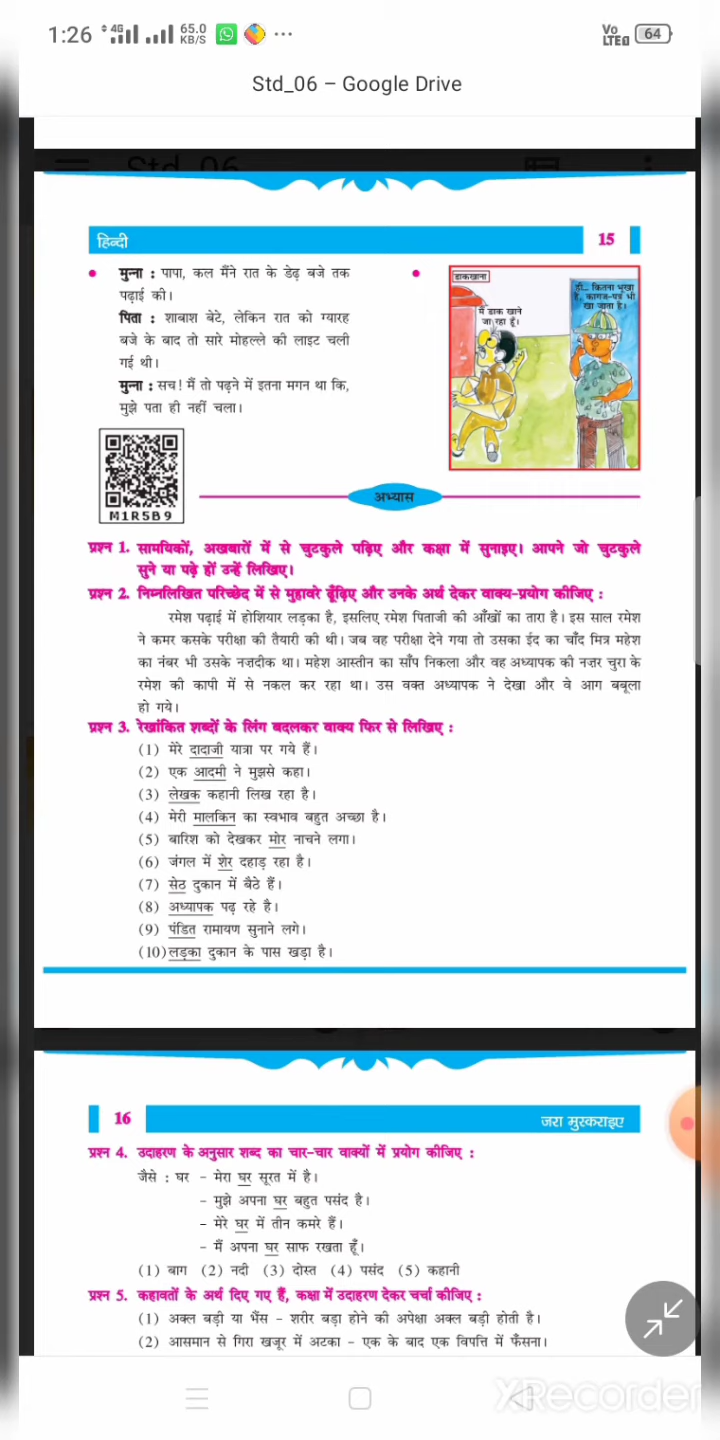 1:26 4G 65.0 KB/S ... Vo LTE 64
Std_06 – Google Drive
Std_06
हिन्दी 15
• मुन्ना : पापा, कल मैंने रात के डेढ़ बजे तक
पढ़ाई की।
पिता : शाबाश बेटे, लेकिन रात को ग्यारह
बजे के बाद तो सारे मोहल्ले की लाइट चली
गई थी।
मुन्ना : सच! मैं तो पढ़ने में इतना मगन था कि,
मुझे पता ही नहीं चला।
•
डाकखाना
मैं डाक खाने
जा रहा हूँ।
ही... कितना भूखा
है, कागज-पत्र भी
खा जाता है।
M1R5B9
अभ्यास
प्रश्न 1. सामयिकों, अखबारों में से चुटकुले पढ़िए और कक्षा में सुनाइए। आपने जो चुटकुले
सुने या पढ़े हों उन्हें लिखिए।
प्रश्न 2. निम्नलिखित परिच्छेद में से मुहावरे ढूँढ़िए और उनके अर्थ देकर वाक्य-प्रयोग कीजिए :
रमेश पढ़ाई में होशियार लड़का है, इसलिए रमेश पिताजी की आँखों का तारा है। इस साल रमेश
ने कमर कसके परीक्षा की तैयारी की थी। जब वह परीक्षा देने गया तो उसका ईद का चाँद मित्र महेश
का नंबर भी उसके नज़दीक था। महेश आस्तीन का साँप निकला और वह अध्यापक की नज़र चुरा के
रमेश की कापी में से नकल कर रहा था। उस वक्त अध्यापक ने देखा और वे आग बबूला
हो गये।
प्रश्न 3. रेखांकित शब्दों के लिंग बदलकर वाक्य फिर से लिखिए :
(1) मेरे दादाजी यात्रा पर गये हैं।
(2) एक आदमी ने मुझसे कहा।
(3) लेखक कहानी लिख रहा है।
(4) मेरी मालकिन का स्वभाव बहुत अच्छा है।
(5) बारिश को देखकर मोर नाचने लगा।
(6) जंगल में शेर दहाड़ रहा है।
(7) सेठ दुकान में बैठे हैं।
(8) अध्यापक पढ़ रहे है।
(9) पंडित रामायण सुनाने लगे।
(10) लड़का दुकान के पास खड़ा है।
16 जरा मुस्कराइए
प्रश्न 4. उदाहरण के अनुसार शब्द का चार-चार वाक्यों में प्रयोग कीजिए :
जैसे : घर – मेरा घर सूरत में है।
– मुझे अपना घर बहुत पसंद है।
– मेरे घर में तीन कमरे हैं।
– मैं अपना घर साफ रखता हूँ।
(1) बाग (2) नदी (3) दोस्त (4) पसंद (5) कहानी
प्रश्न 5. कहावतों के अर्थ दिए गए हैं, कक्षा में उदाहरण देकर चर्चा कीजिए :
(1) अक्ल बड़ी या भैंस – शरीर बड़ा होने की अपेक्षा अक्ल बड़ी होती है।
(2) आसमान से गिरा खजूर में अटका – एक के बाद एक विपत्ति में फँसना।
XRecorder